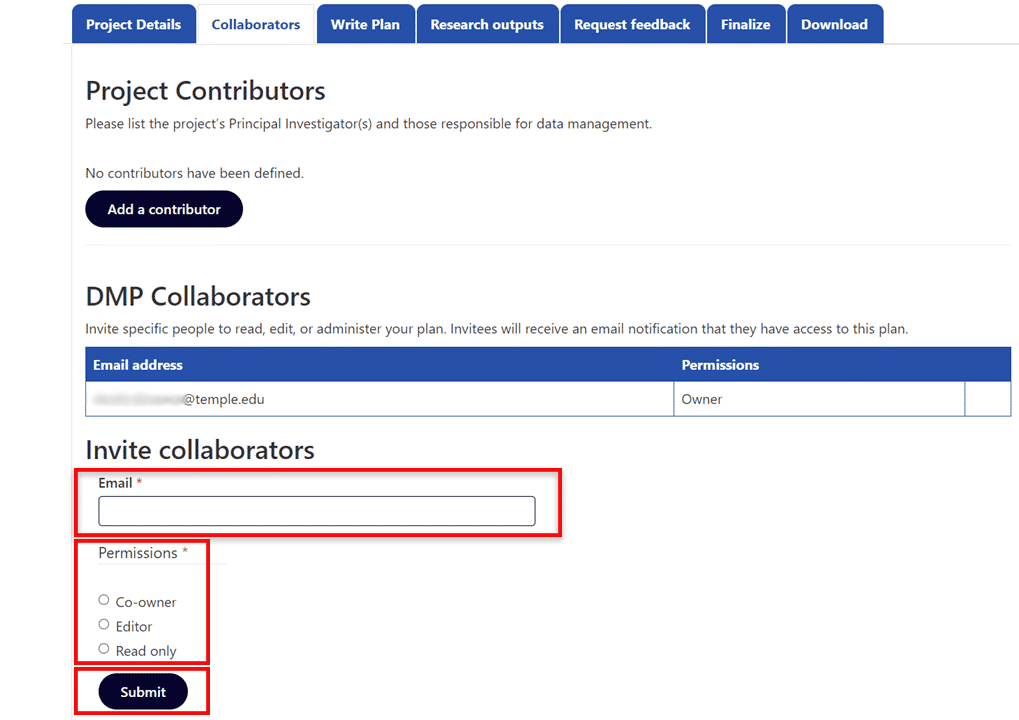 Project Details Collaborators Write Plan Research outputs Request feedback Finalize Download
Project Contributors
Please list the project's Principal Investigator(s) and those responsible for data management.
No contributors have been defined.
Add a contributor
DMP Collaborators
Invite specific people to read, edit, or administer your plan. Invitees will receive an email notification that they have access to this plan.
Email address Permissions
@temple.edu Owner
Invite collaborators
Email *
Permissions *
Co-owner
Editor
Read only
Submit